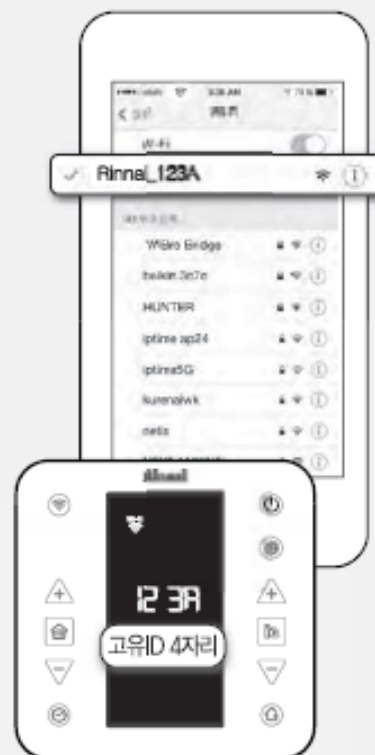 Wi-Fi
Rinnai_123A
WiBro Bridge
HUNTER
iptime ap24
iptime5G
kurenaiwk
netis
Rinnai
123A
고유ID 4자리